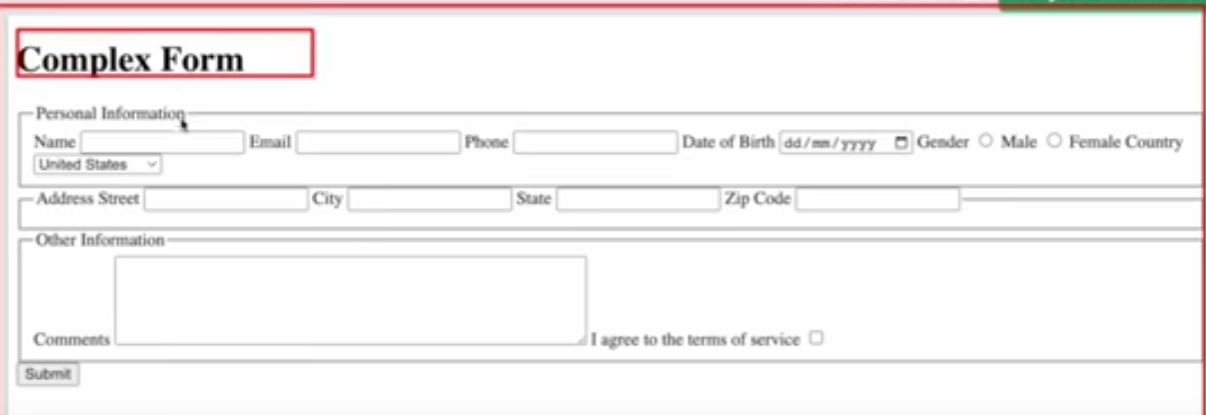 Complex Form
Personal Information
Name Email Phone Date of Birth dd/mm/yyyy Gender Male Female Country
United States
Address Street City State Zip Code
Other Information
Comments I agree to the terms of service
Submit